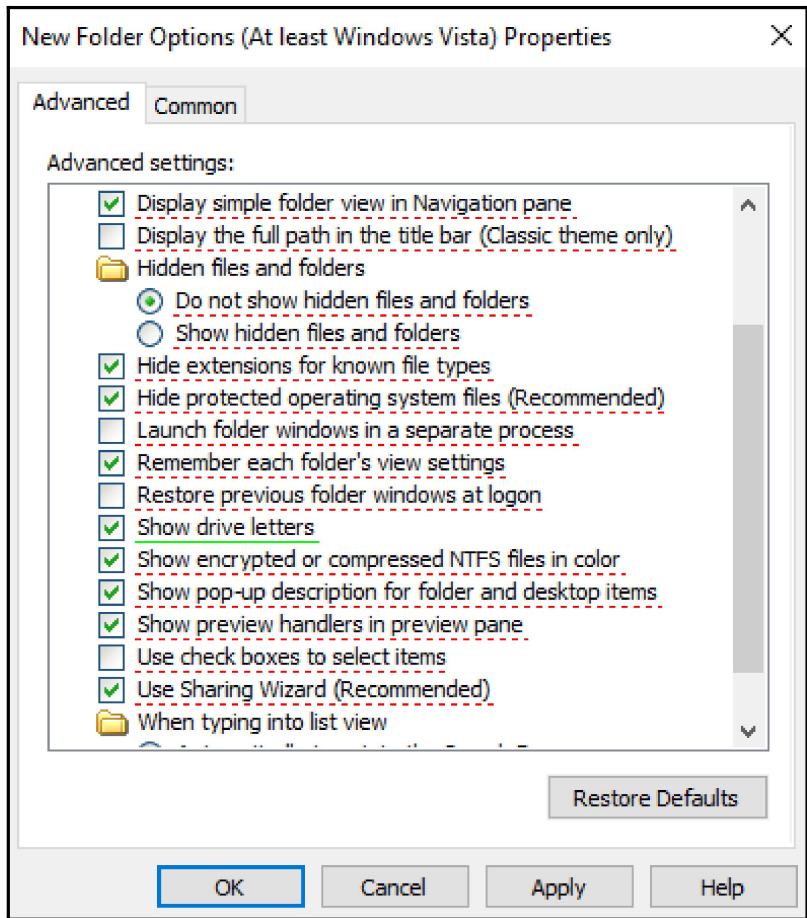 New Folder Options (At least Windows Vista) Properties
Advanced
Common
Advanced settings:
Display simple folder view in Navigation pane
Display the full path in the title bar (Classic theme only)
Hidden files and folders
Do not show hidden files and folders
Show hidden files and folders
Hide extensions for known file types
Hide protected operating system files (Recommended)
Launch folder windows in a separate process
Remember each folder's view settings
Restore previous folder windows at logon
Show drive letters
Show encrypted or compressed NTFS files in color
Show pop-up description for folder and desktop items
Show preview handlers in preview pane
Use check boxes to select items
Use Sharing Wizard (Recommended)
When typing into list view
Restore Defaults
OK
Cancel
Apply
Help